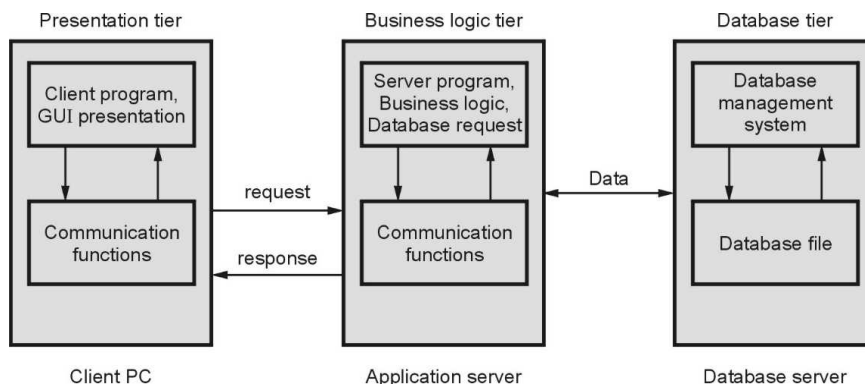 Presentation tier
Business logic tier
Database tier
Client program,
GUI presentation
Server program,
Business logic,
Database request
Database
management
system
request
Data
Communication
functions
response
Communication
functions
Database file
Client PC
Application server
Database server